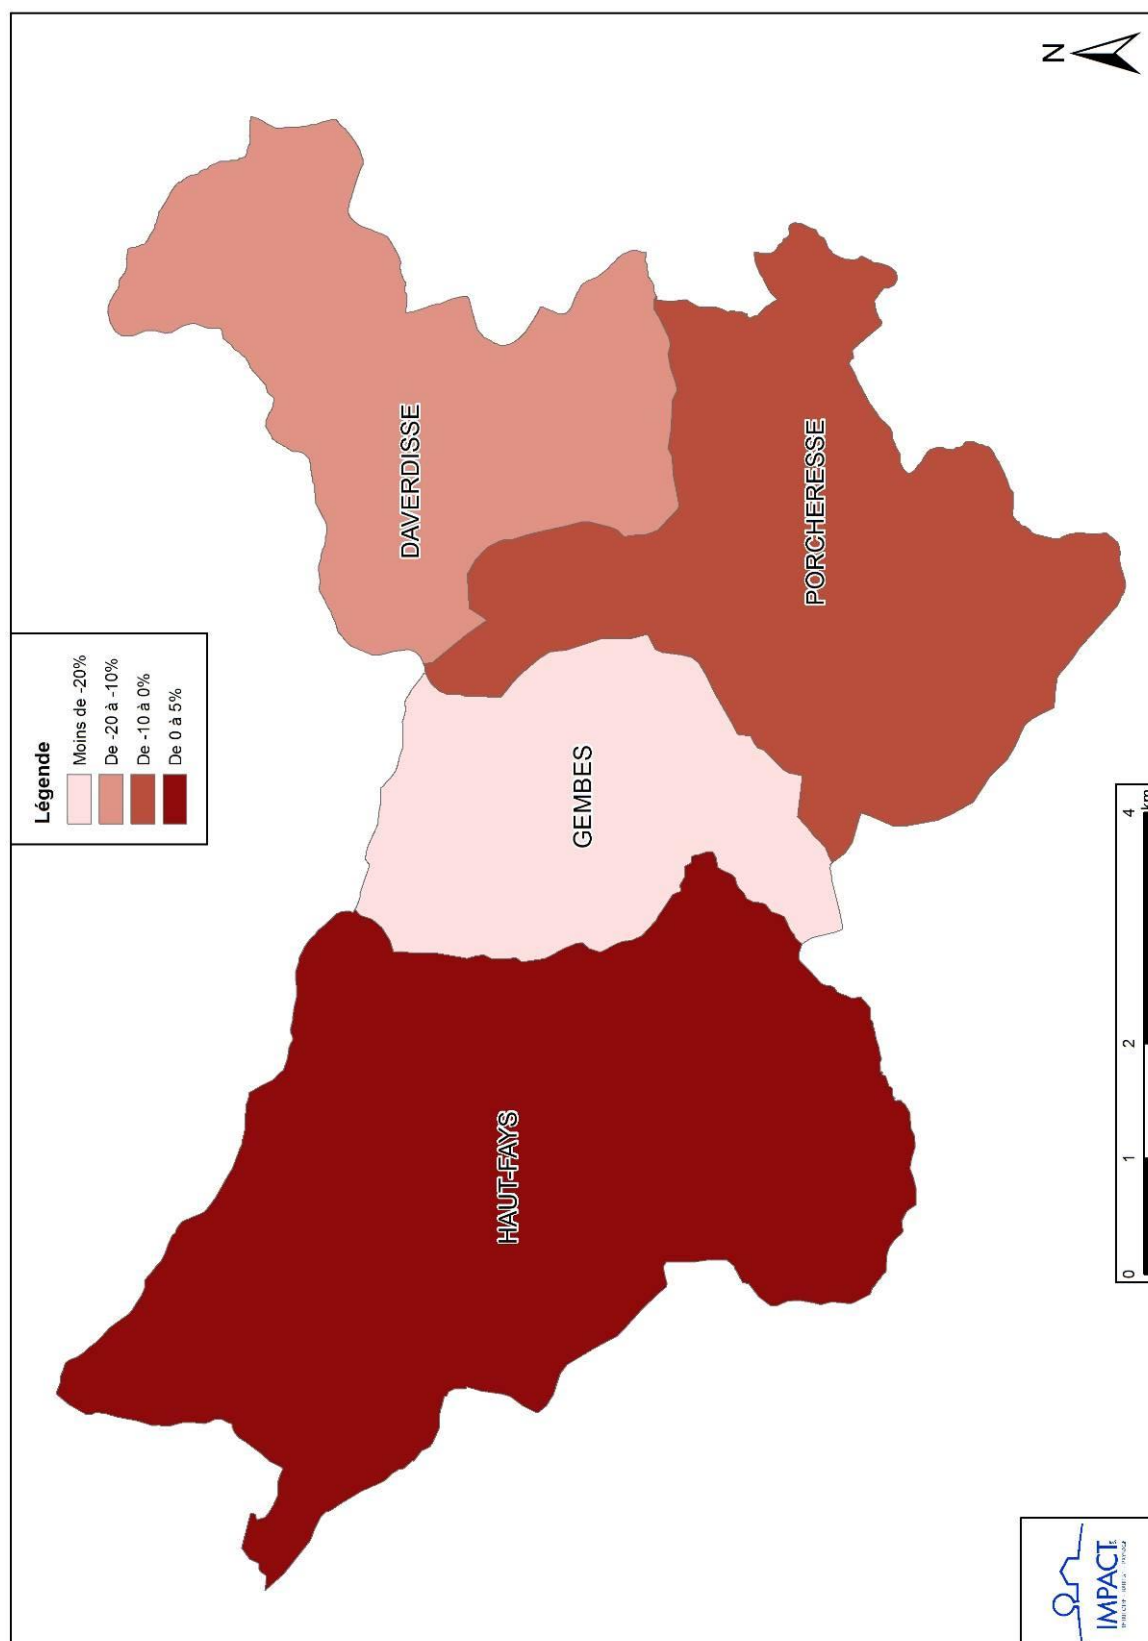 N
Légende
Moins de -20%
De -20 à -10%
De -10 à 0%
De 0 à 5%
DAVERDISSE
PORCHERESSE
GEMBES
HAUT-FAYS
0 1 2 4
km
IMPACT